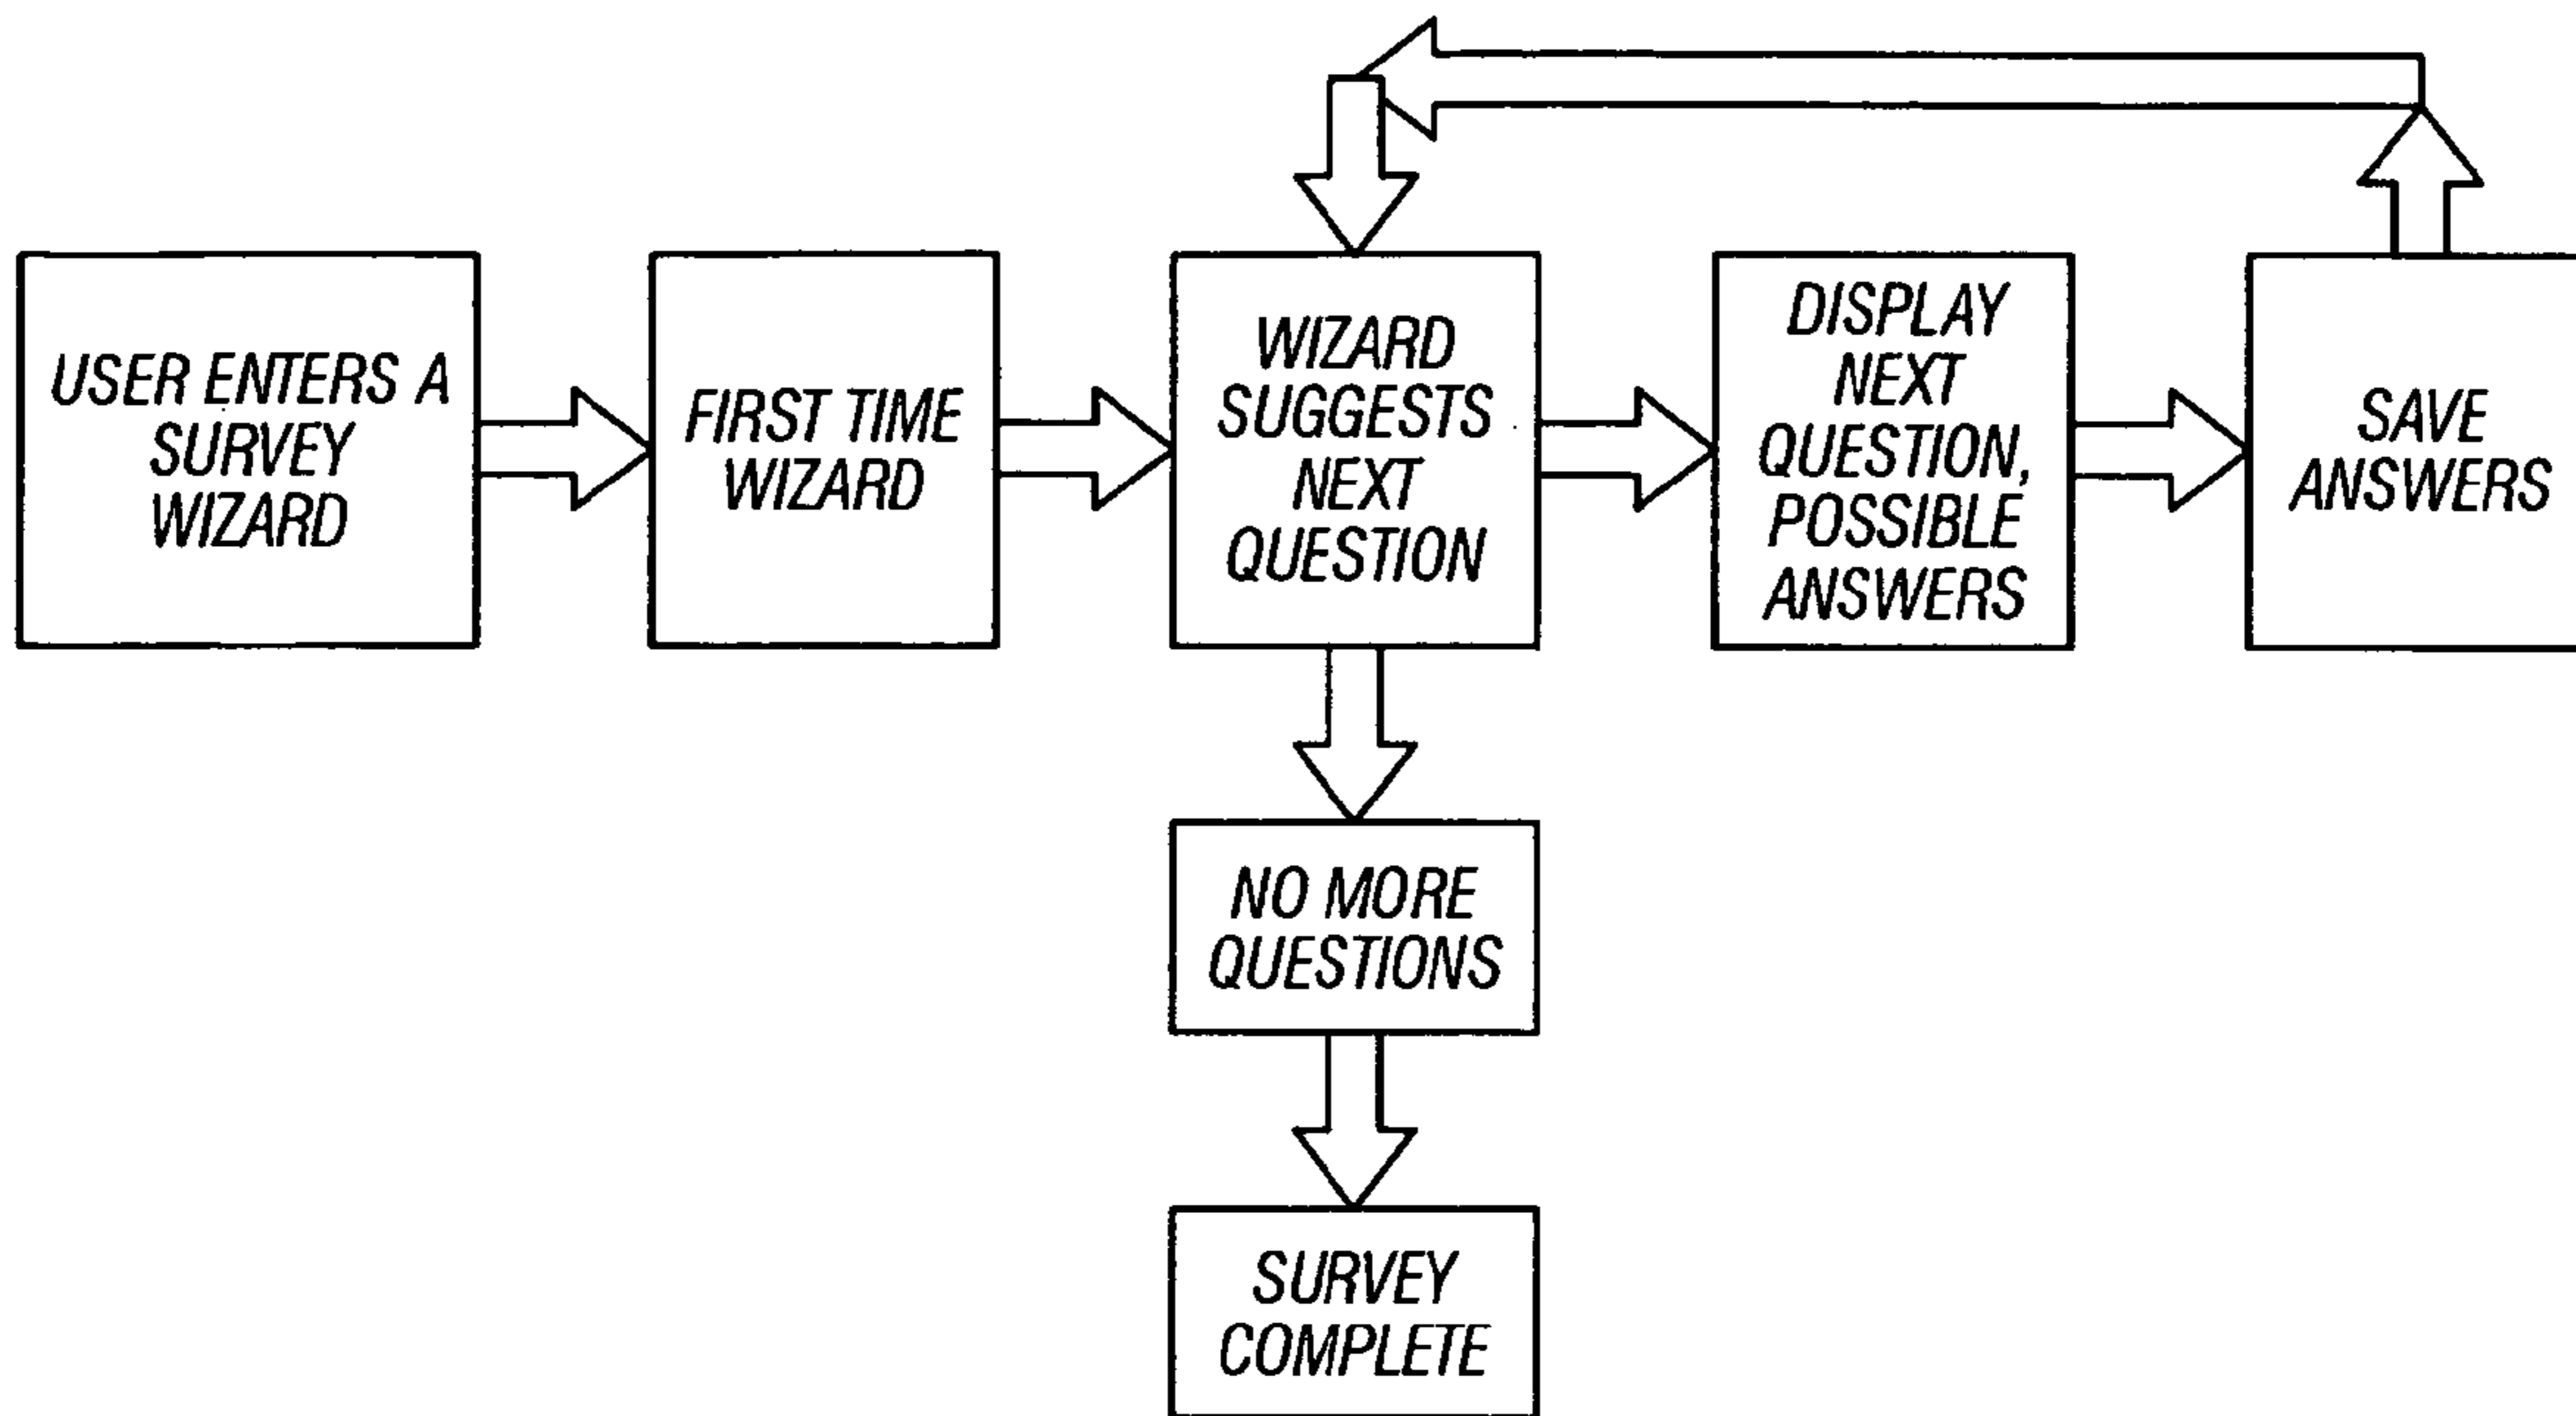 USER ENTERS A
SURVEY
WIZARD
FIRST TIME
WIZARD
WIZARD
SUGGESTS
NEXT
QUESTION
DISPLAY
NEXT
QUESTION,
POSSIBLE
ANSWERS
SAVE
ANSWERS
NO MORE
QUESTIONS
SURVEY
COMPLETE